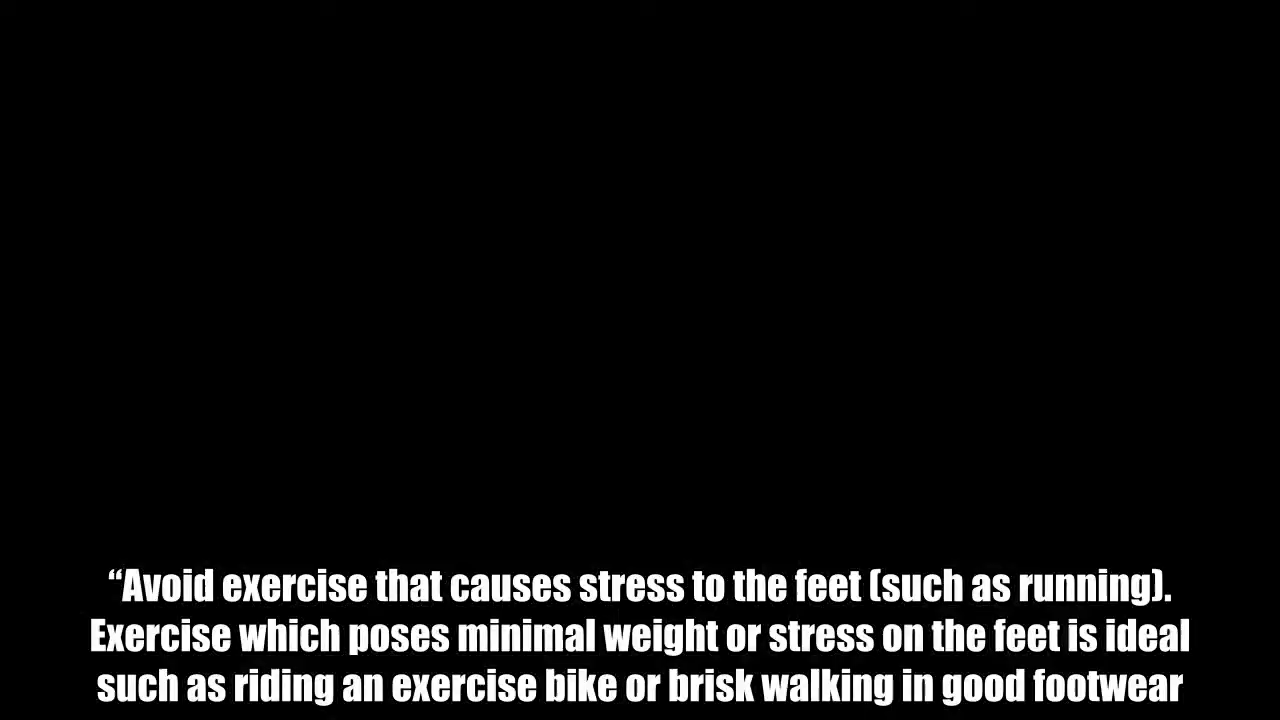 “Avoid exercise that causes stress to the feet (such as running).
Exercise which poses minimal weight or stress on the feet is ideal
such as riding an exercise bike or brisk walking in good footwear